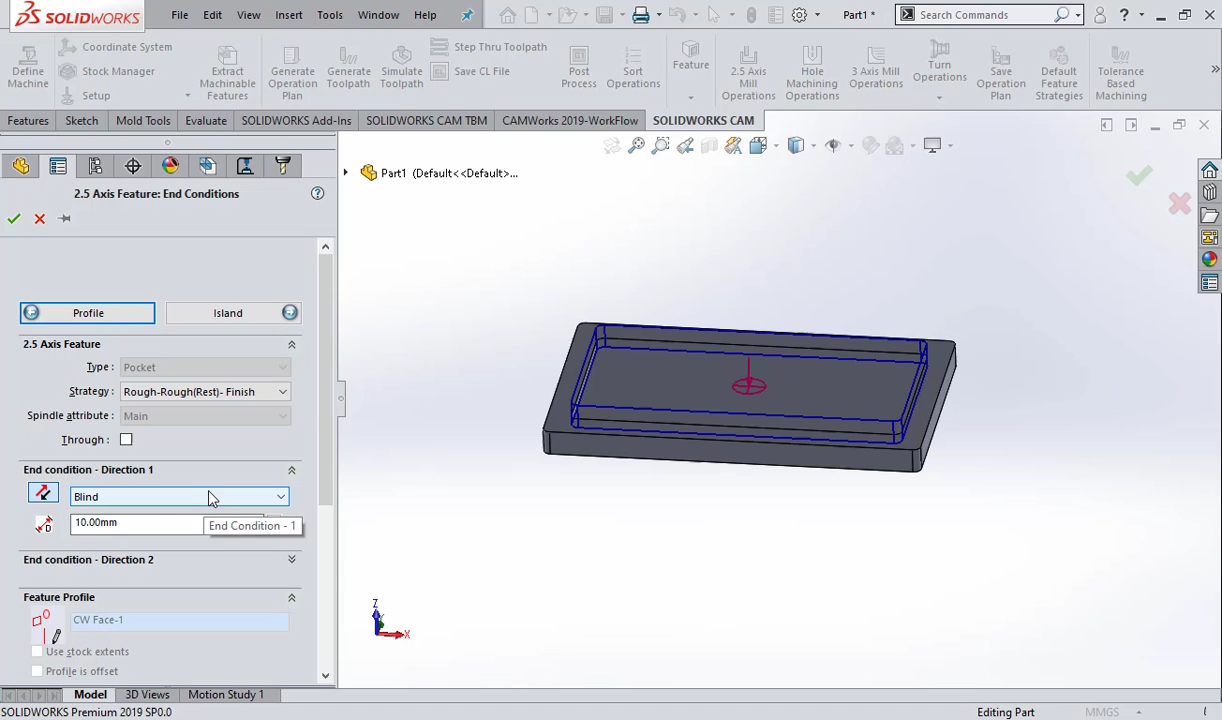 SOLIDWORKS
File Edit View Insert Tools Window Help
Part1 *
Search Commands
?
Define Machine
Coordinate System
Stock Manager
Setup
Extract Machinable Features
Generate Operation Plan
Generate Toolpath
Simulate Toolpath
Step Thru Toolpath
Save CL File
Post Process
Sort Operations
Feature
2.5 Axis Mill Operations
Hole Machining Operations
3 Axis Mill Operations
Turn Operations
Save Operation Plan
Default Feature Strategies
Tolerance Based Machining
Features Sketch Mold Tools Evaluate SOLIDWORKS Add-Ins SOLIDWORKS CAM TBM CAMWorks 2019-WorkFlow SOLIDWORKS CAM
Part1 (Default<<Default>...
2.5 Axis Feature: End Conditions
?
Profile
Island
2.5 Axis Feature
Type : Pocket
Strategy : Rough-Rough(Rest)- Finish
Spindle attribute : Main
Through :
End condition - Direction 1
Blind
10.00mm
End Condition - 1
End condition - Direction 2
Feature Profile
CW Face-1
Use stock extents
Profile is offset
Z
X
Model 3D Views Motion Study 1
SOLIDWORKS Premium 2019 SP0.0
Editing Part
MMGS